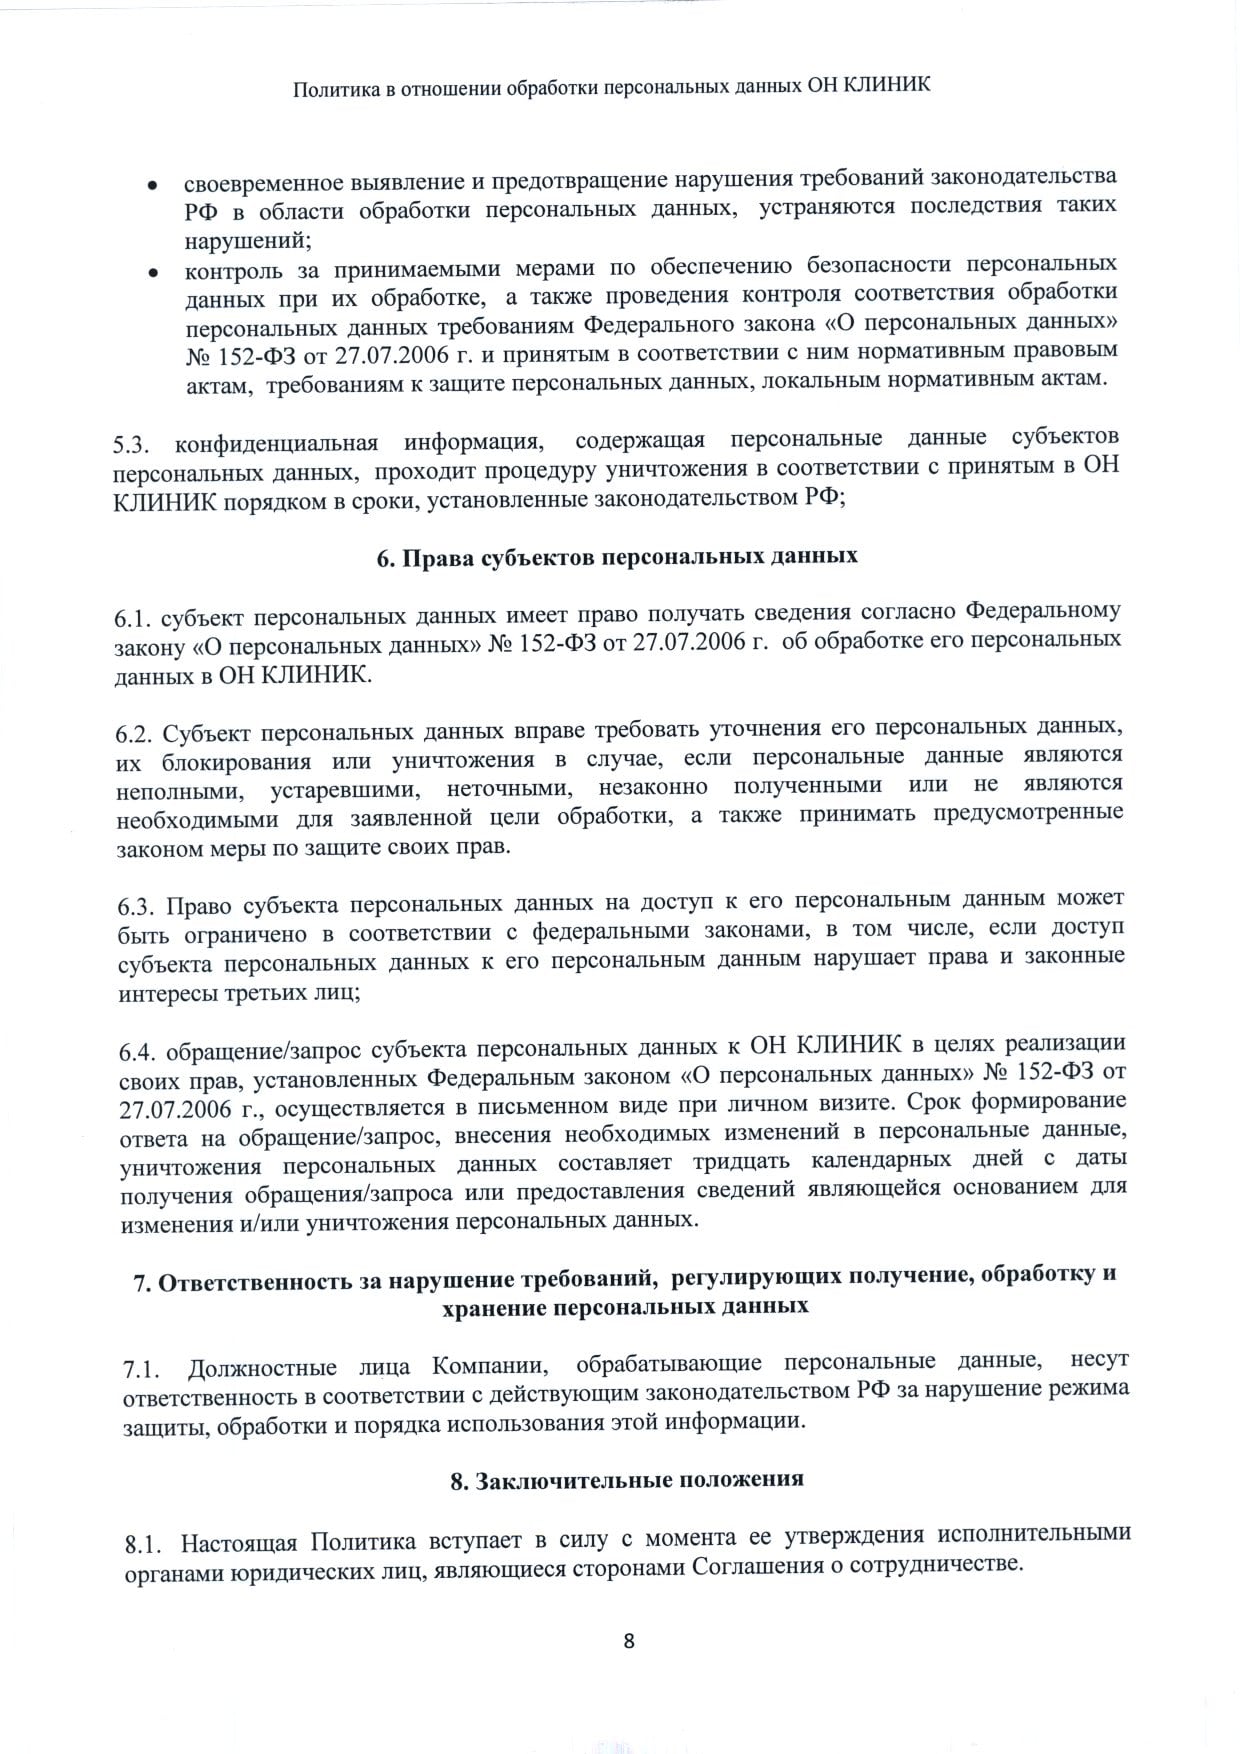 Политика в отношении обработки персональных данных ОН КЛИНИК
• своевременное выявление и предотвращение нарушения требований законодательства
РФ в области обработки персональных данных, устраняются последствия таких
нарушений;
• контроль за принимаемыми мерами по обеспечению безопасности персональных
данных при их обработке, а также проведения контроля соответствия обработки
персональных данных требованиям Федерального закона «О персональных данных»
№ 152-ФЗ от 27.07.2006 г. и принятым в соответствии с ним нормативным правовым
актам, требованиям к защите персональных данных, локальным нормативным актам.
5.3. конфиденциальная информация, содержащая персональные данные субъектов
персональных данных, проходит процедуру уничтожения в соответствии с принятым в ОН
КЛИНИК порядком в сроки, установленные законодательством РФ;
6. Права субъектов персональных данных
6.1. субъект персональных данных имеет право получать сведения согласно Федеральному
закону «О персональных данных» № 152-ФЗ от 27.07.2006 г. об обработке его персональных
данных в ОН КЛИНИК.
6.2. Субъект персональных данных вправе требовать уточнения его персональных данных,
их блокирования или уничтожения в случае, если персональные данные являются
неполными, устаревшими, неточными, незаконно полученными или не являются
необходимыми для заявленной цели обработки, а также принимать предусмотренные
законом меры по защите своих прав.
6.3. Право субъекта персональных данных на доступ к его персональным данным может
быть ограничено в соответствии с федеральными законами, в том числе, если доступ
субъекта персональных данных к его персональным данным нарушает права и законные
интересы третьих лиц;
6.4. обращение/запрос субъекта персональных данных к ОН КЛИНИК в целях реализации
своих прав, установленных Федеральным законом «О персональных данных» № 152-ФЗ от
27.07.2006 г., осуществляется в письменном виде при личном визите. Срок формирование
ответа на обращение/запрос, внесения необходимых изменений в персональные данные,
уничтожения персональных данных составляет тридцать календарных дней с даты
получения обращения/запроса или предоставления сведений являющейся основанием для
изменения и/или уничтожения персональных данных.
7. Ответственность за нарушение требований, регулирующих получение, обработку и
хранение персональных данных
7.1. Должностные лица Компании, обрабатывающие персональные данные, несут
ответственность в соответствии с действующим законодательством РФ за нарушение режима
защиты, обработки и порядка использования этой информации.
8. Заключительные положения
8.1. Настоящая Политика вступает в силу с момента ее утверждения исполнительными
органами юридических лиц, являющиеся сторонами Соглашения о сотрудничестве.
8